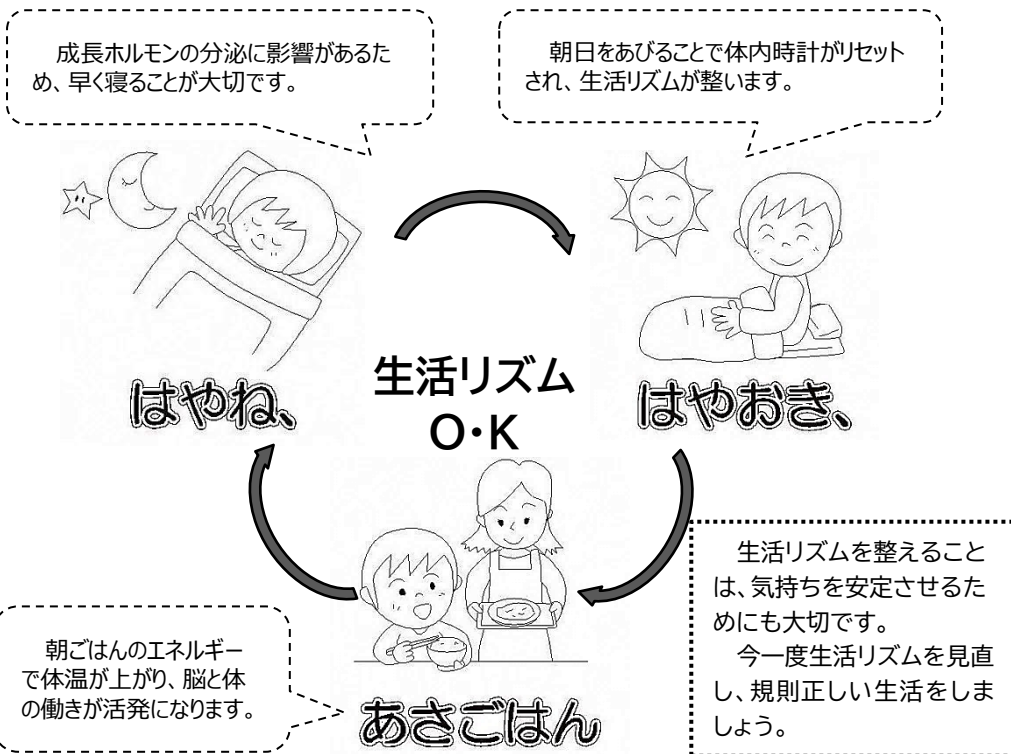 成長ホルモンの分泌に影響があるた
め、早く寝ることが大切です。
朝日をあびることで体内時計がリセット
され、生活リズムが整います。
はやね、
はやおき、
生活リズム
O・K
生活リズムを整えること
は、気持ちを安定させるた
めにも大切です。
今一度生活リズムを見直
し、規則正しい生活をしま
しょう。
朝ごはんのエネルギー
で体温が上がり、脳と体
の働きが活発になります。
あさごはん